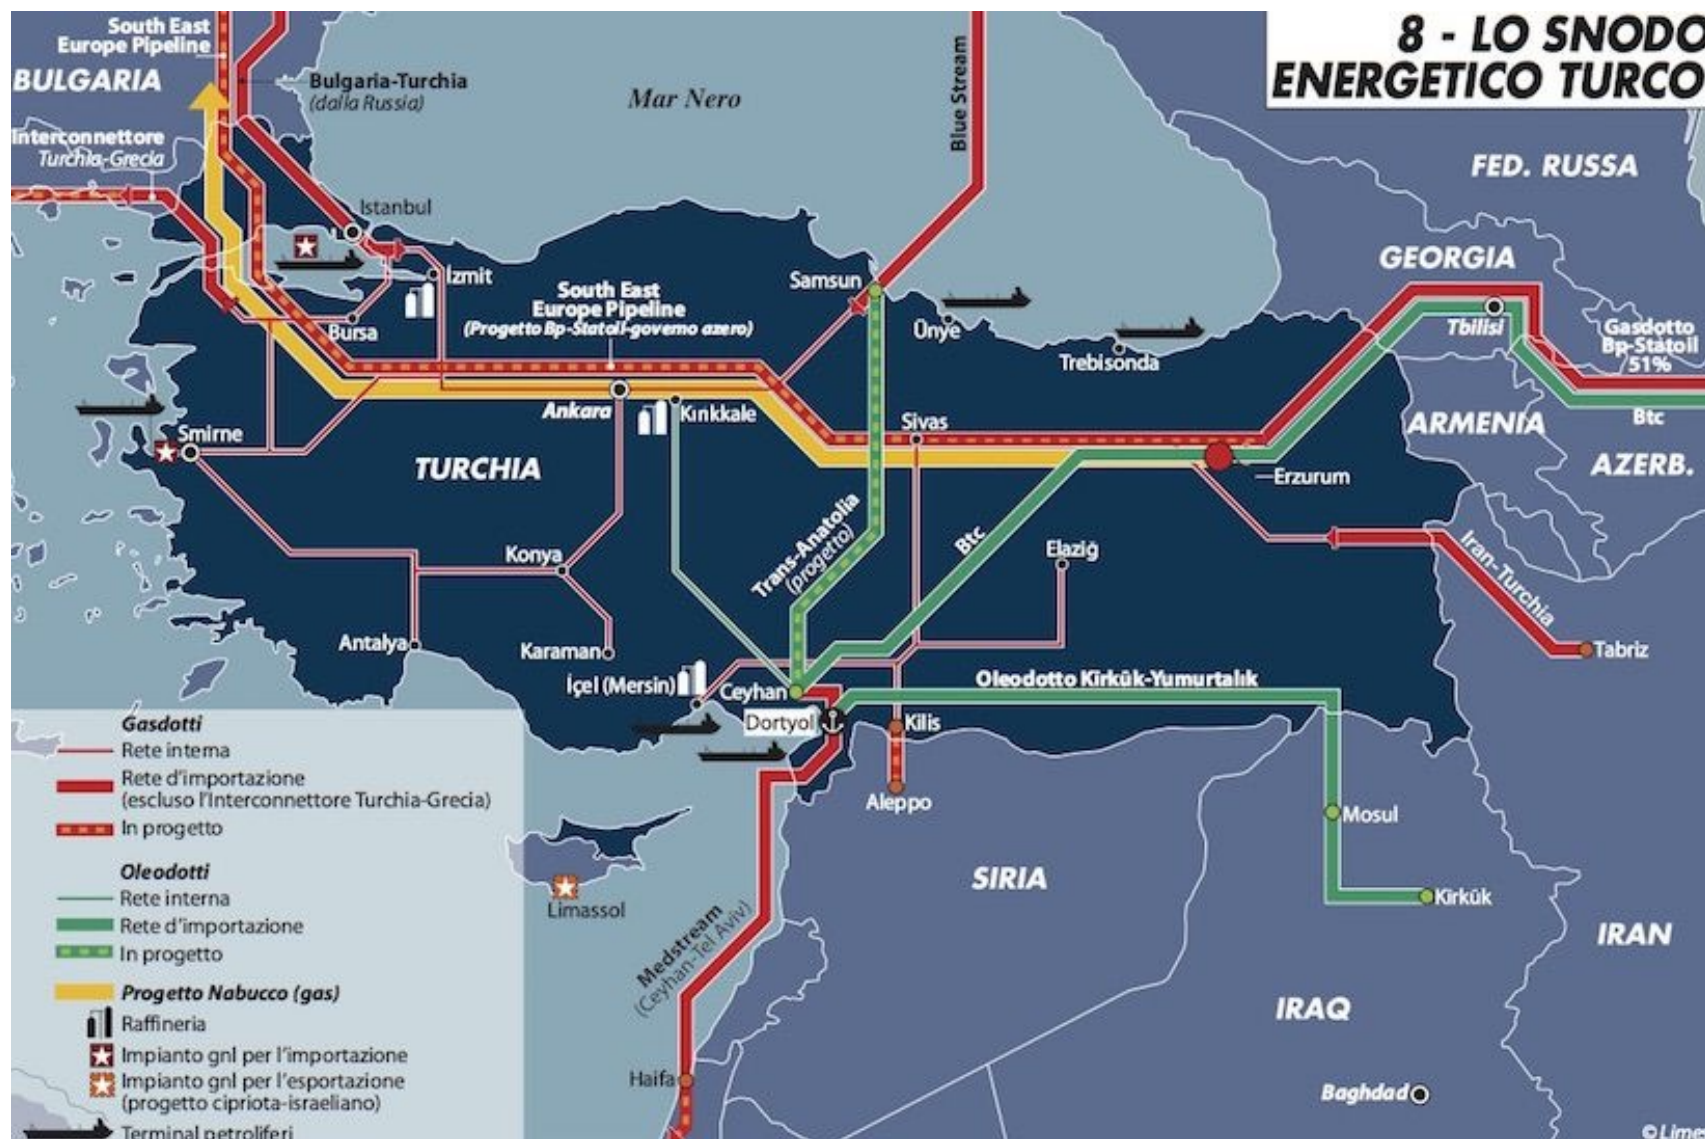 8 - LO SNODO
ENERGETICO TURCO
South East
Europe Pipeline
BULGARIA
Bulgaria-Turchia
(dalla Russia)
Mar Nero
Blue Stream
Interconnettore
Turchia-Grecia
FED. RUSSA
Istanbul
GEORGIA
İzmit
Samsun
South East
Europe Pipeline
(Progetto Bp-Statoil-governo azero)
Bursa
Ünye
Trebisonda
Tbilisi
Gasdotto
Bp-Statoil
51%
Btc
Ankara
Kırıkkale
Sivas
ARMENIA
Smirne
TURCHIA
AZERB.
Erzurum
Trans-Anatolia
(progetto)
Btc
Elaziğ
Konya
Iran-Turchia
Antalya
Karaman
Tabriz
İçel (Mersin)
Ceyhan
Oleodotto Kirkūk-Yumurtalık
Dortyol
Kilis
Aleppo
Mosul
SIRIA
Kirkūk
Limassol
Medstream
(Ceyhan-Tel Aviv)
IRAN
IRAQ
Haifa
Baghdad
Gasdotti
Rete interna
Rete d'importazione
(escluso l'Interconnettore Turchia-Grecia)
In progetto
Oleodotti
Rete interna
Rete d'importazione
In progetto
Progetto Nabucco (gas)
Raffineria
Impianto gnl per l'importazione
Impianto gnl per l'esportazione
(progetto cipriota-israeliano)
Terminal petroliferi
©Limes